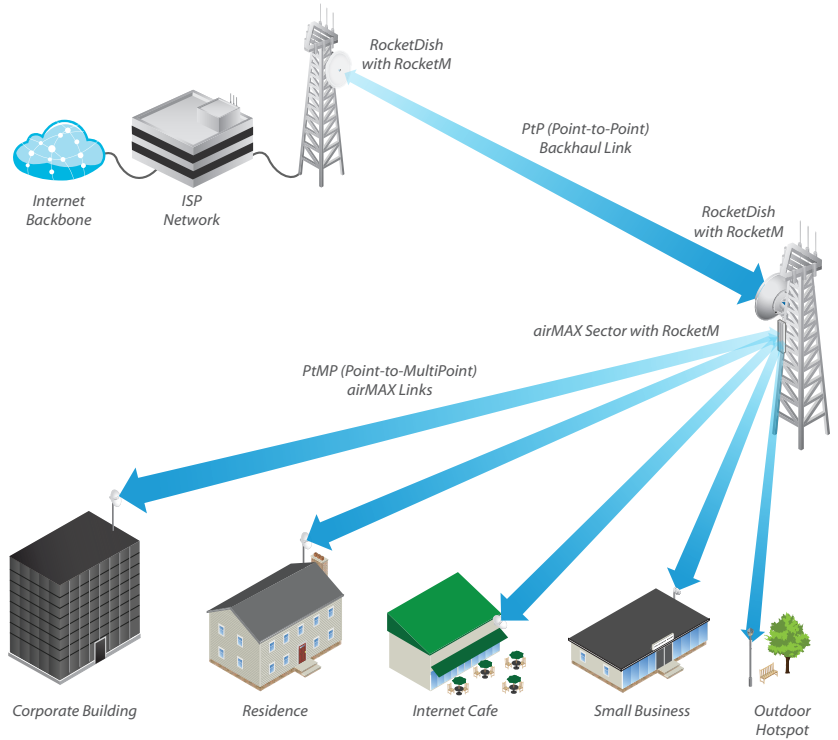 RocketDish
with RocketM
PtP (Point-to-Point)
Backhaul Link
Internet
Backbone
ISP
Network
RocketDish
with RocketM
airMAX Sector with RocketM
PtMP (Point-to-MultiPoint)
airMAX Links
Corporate Building
Residence
Internet Cafe
Small Business
Outdoor
Hotspot